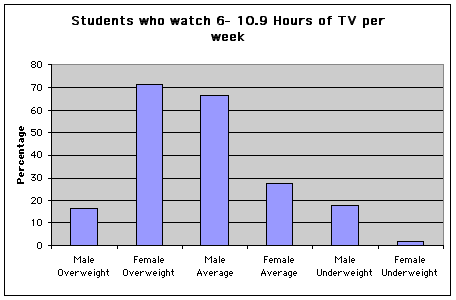 Students who watch 6- 10.9 Hours of TV per
week
Percentage
80
70
60
50
40
30
20
10
0
Male
Overweight
Female
Overweight
Male
Average
Female
Average
Male
Underweight
Female
Underweight